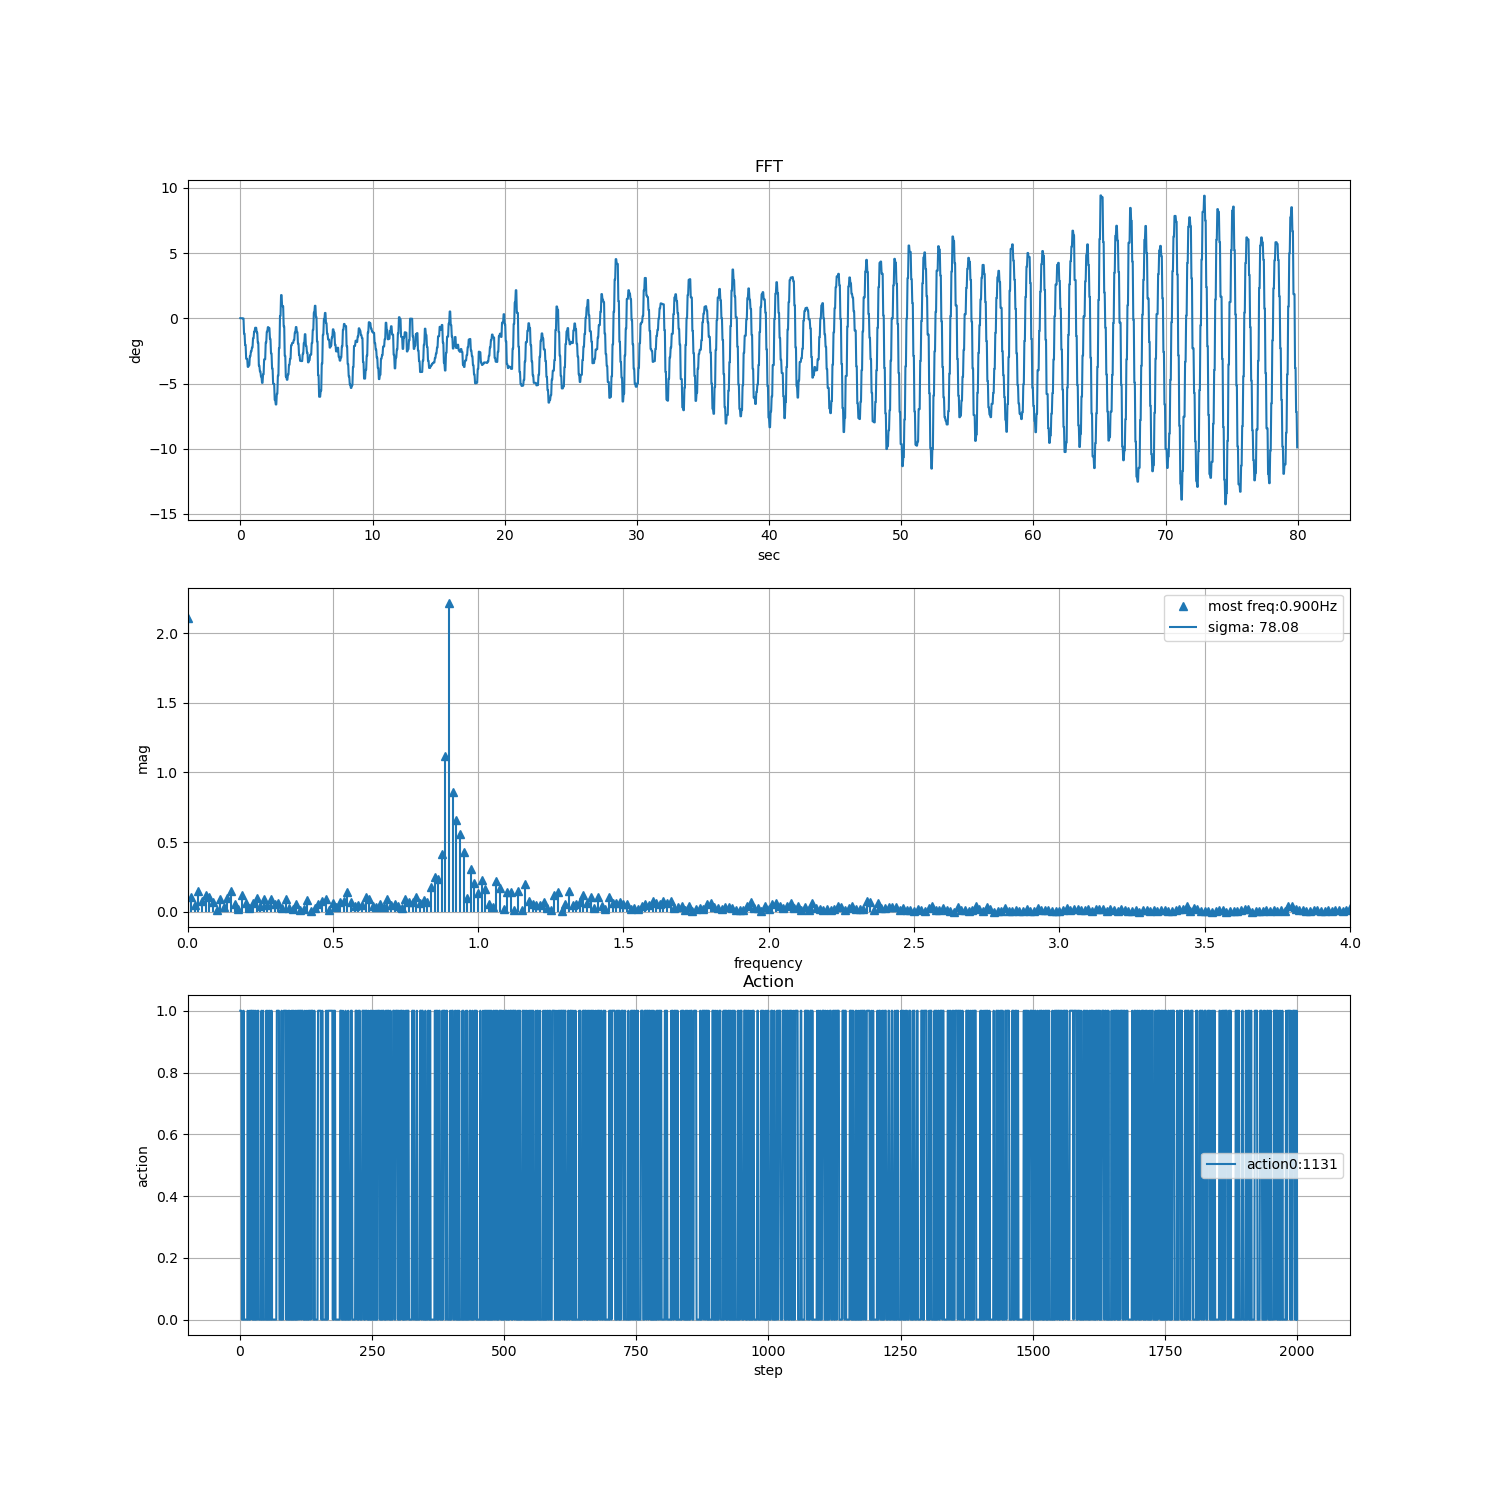 FFT
10
5
0
−5
−10
−15
deg
0 10 20 30 40 50 60 70 80
sec
most freq:0.900Hz
sigma: 78.08
2.0
1.5
1.0
0.5
0.0
mag
0.0 0.5 1.0 1.5 2.0 2.5 3.0 3.5 4.0
frequency
Action
1.0
0.8
0.6
0.4
0.2
0.0
action
action0:1131
0 250 500 750 1000 1250 1500 1750 2000
step